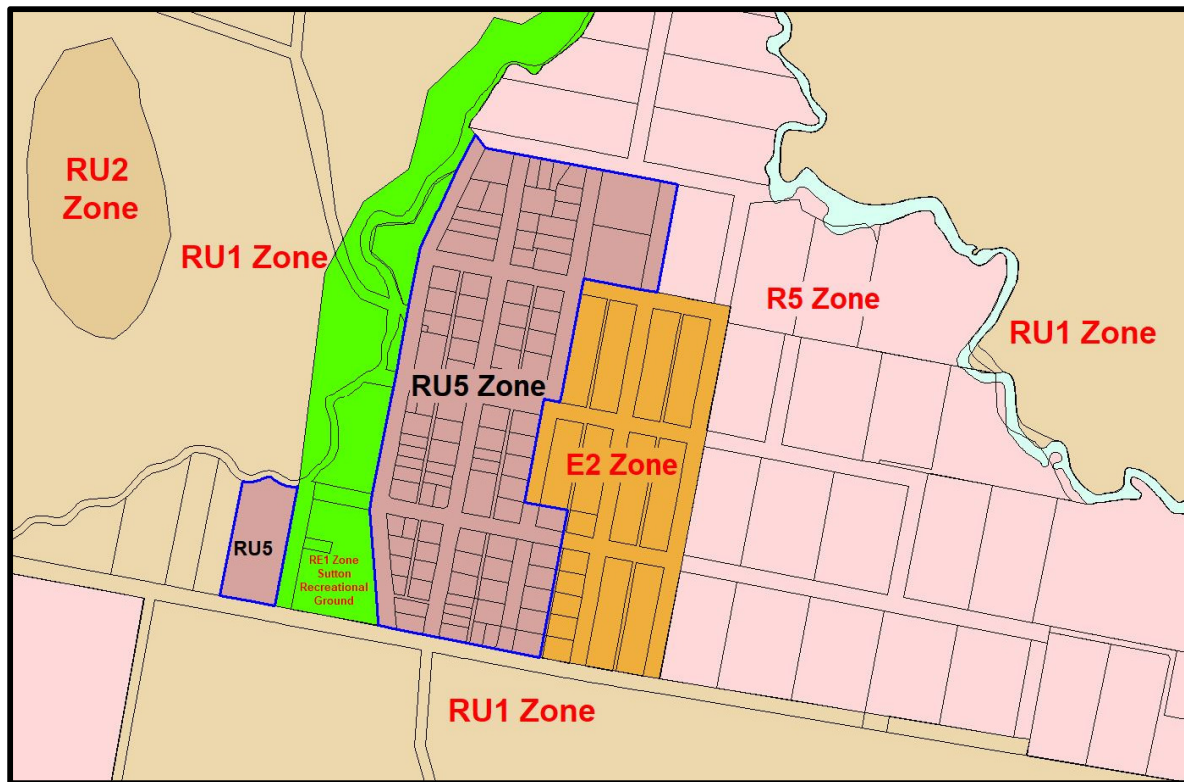 RU2
Zone
RU1 Zone
R5 Zone
RU1 Zone
RU5 Zone
E2 Zone
RU5
RE1 Zone
Sutton
Recreational
Ground
RU1 Zone